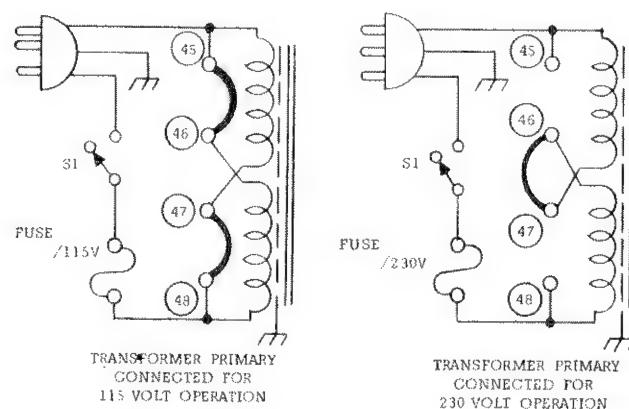 45
46
S1
47
FUSE
/115V
48
TRANSFORMER PRIMARY
CONNECTED FOR
115 VOLT OPERATION
45
46
S1
47
FUSE
/230V
48
TRANSFORMER PRIMARY
CONNECTED FOR
230 VOLT OPERATION